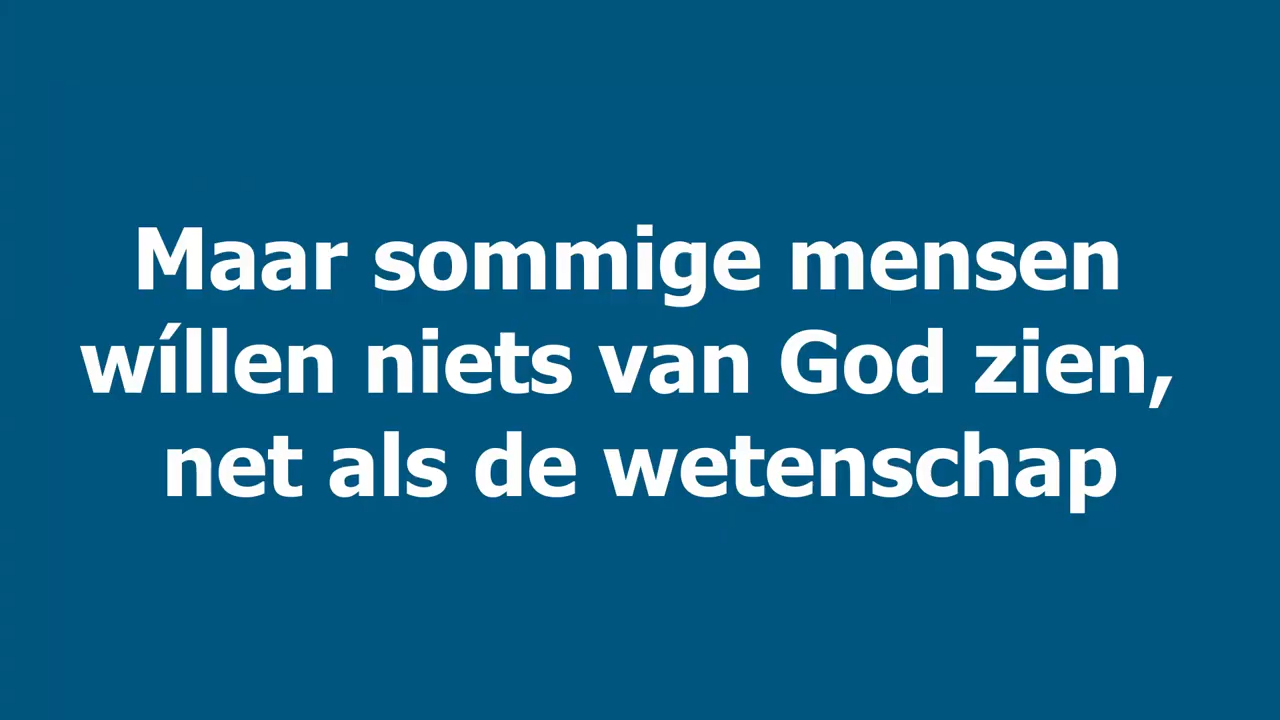 Maar sommige mensen
wíllen niets van God zien,
net als de wetenschap